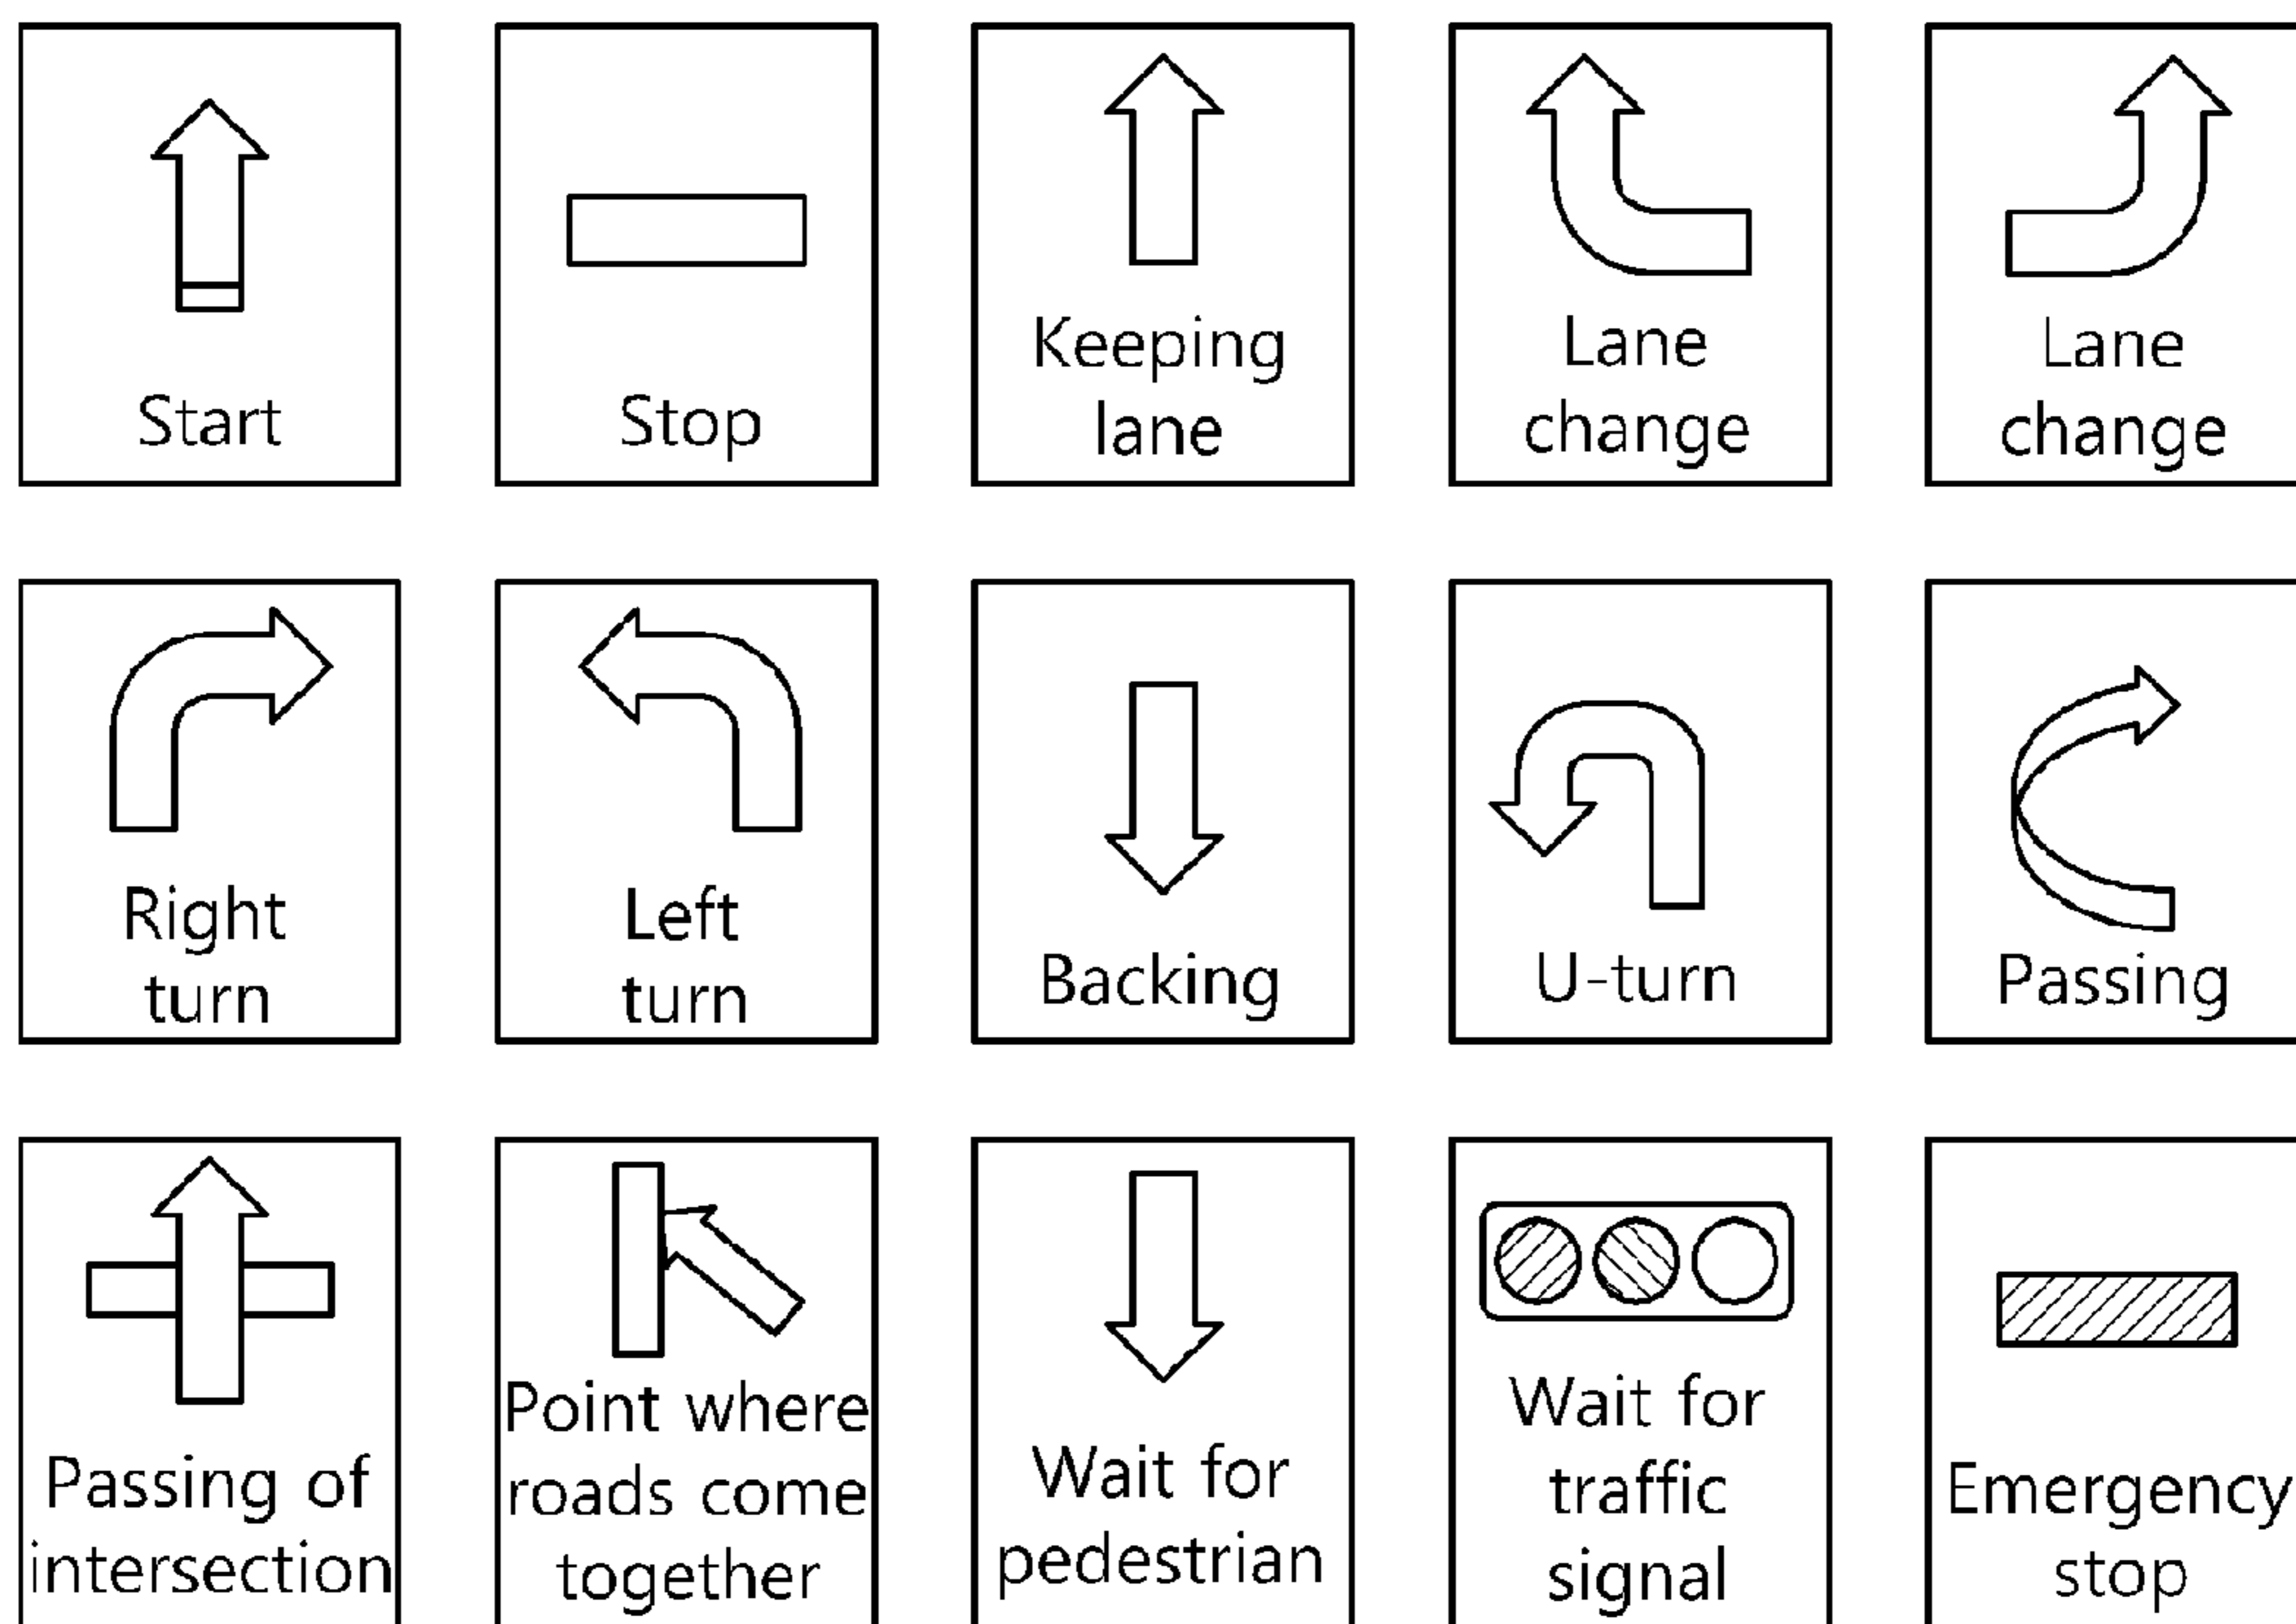 Start
Stop
Keeping
lane
Lane
change
Lane
change
Right
turn
Left
turn
Backing
U-turn
Passing
Passing of
intersection
Point where
roads come
together
Wait for
pedestrian
Wait for
traffic
signal
Emergency
stop